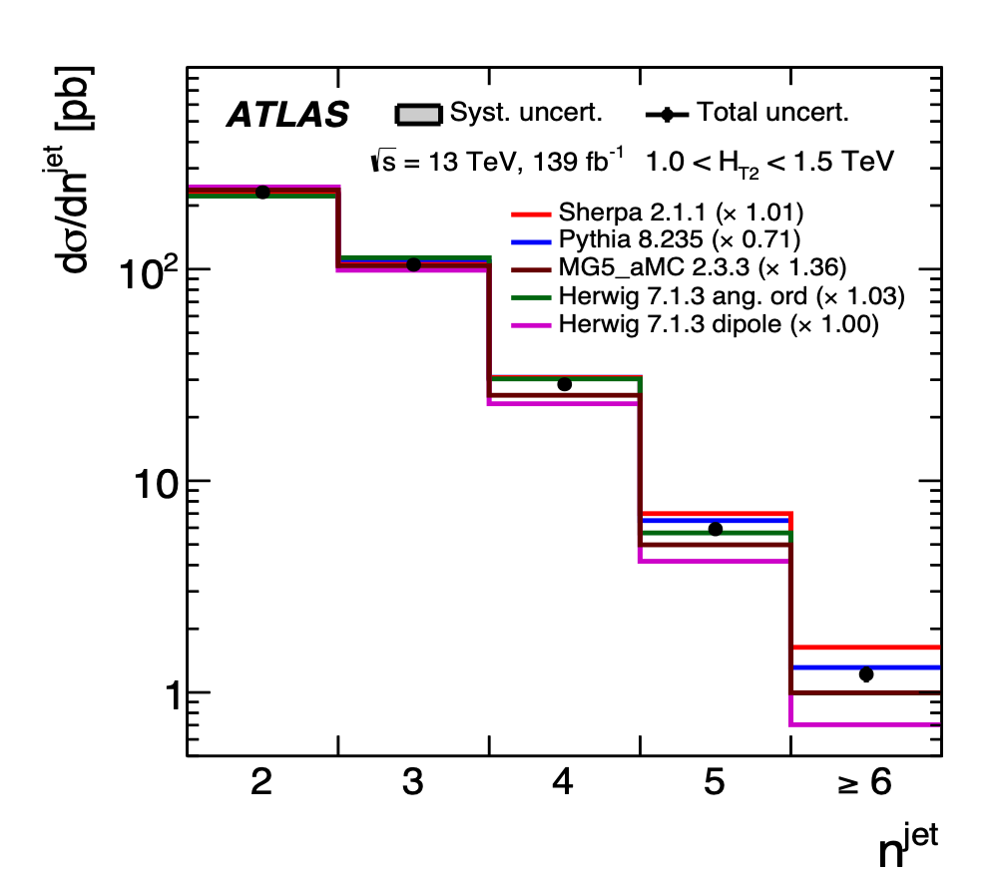 dσ/dn^jet [pb]
ATLAS Syst. uncert. Total uncert.
√s = 13 TeV, 139 fb⁻¹ 1.0 < H_T2 < 1.5 TeV
Sherpa 2.1.1 (× 1.01)
Pythia 8.235 (× 0.71)
MG5_aMC 2.3.3 (× 1.36)
Herwig 7.1.3 ang. ord (× 1.03)
Herwig 7.1.3 dipole (× 1.00)
10²
10
1
2 3 4 5 ≥ 6
n^jet